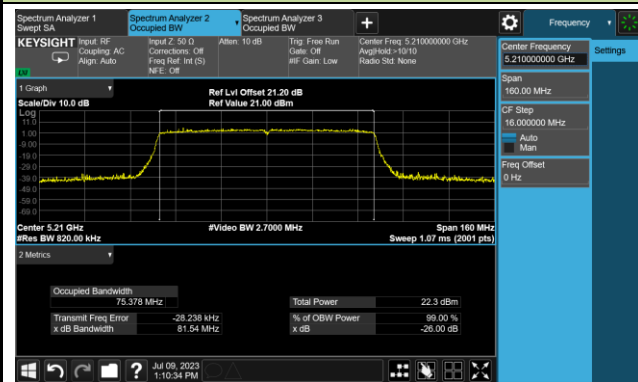 Spectrum Analyzer 1
Swept SA
Spectrum Analyzer 2
Occupied BW
Spectrum Analyzer 3
Occupied BW
+
Frequency
KEYSIGHT
Input: RF
Coupling: AC
Align: Auto
Input Z: 50 Ω
Corrections: Off
Freq Ref: Int (S)
NFE: Off
Atten: 10 dB
Trig: Free Run
Gate: Off
#IF Gain: Low
Center Freq: 5.210000000 GHz
Avg|Hold:>10/10
Radio Std: None
Center Frequency
5.210000000 GHz
Settings
Span
160.00 MHz
CF Step
16.000000 MHz
Auto
Man
Freq Offset
0 Hz
1 Graph
Scale/Div 10.0 dB
Ref Lvl Offset 21.20 dB
Ref Value 21.00 dBm
Log
11.0
1.00
-9.00
-19.0
-29.0
-39.0
-49.0
-59.0
-69.0
Center 5.21 GHz
#Res BW 820.00 kHz
#Video BW 2.7000 MHz
Span 160 MHz
Sweep 1.07 ms (2001 pts)
2 Metrics
Occupied Bandwidth
75.378 MHz
Total Power 22.3 dBm
Transmit Freq Error -28.238 kHz
% of OBW Power 99.00 %
x dB Bandwidth 81.54 MHz
x dB -26.00 dB
?
Jul 09, 2023
1:10:34 PM